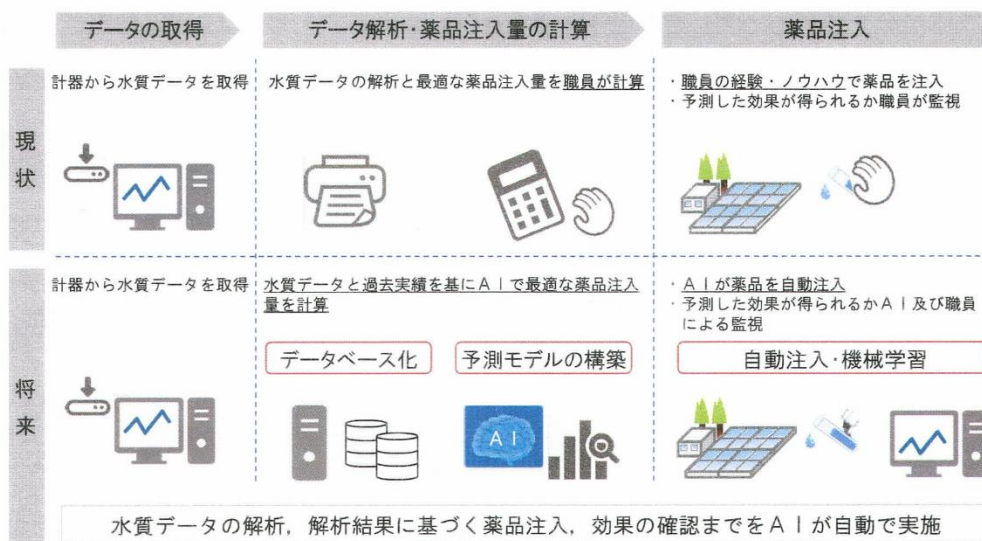 データの取得
データ解析・薬品注入量の計算
薬品注入
現状
計器から水質データを取得
水質データの解析と最適な薬品注入量を職員が計算
・職員の経験・ノウハウで薬品を注入
・予測した効果が得られるか職員が監視
将来
計器から水質データを取得
水質データと過去実績を基にＡＩで最適な薬品注入
量を計算
・ＡＩが薬品を自動注入
・予測した効果が得られるかＡＩ及び職員
による監視
データベース化
予測モデルの構築
自動注入・機械学習
ＡＩ
水質データの解析，解析結果に基づく薬品注入，効果の確認までをＡＩが自動で実施